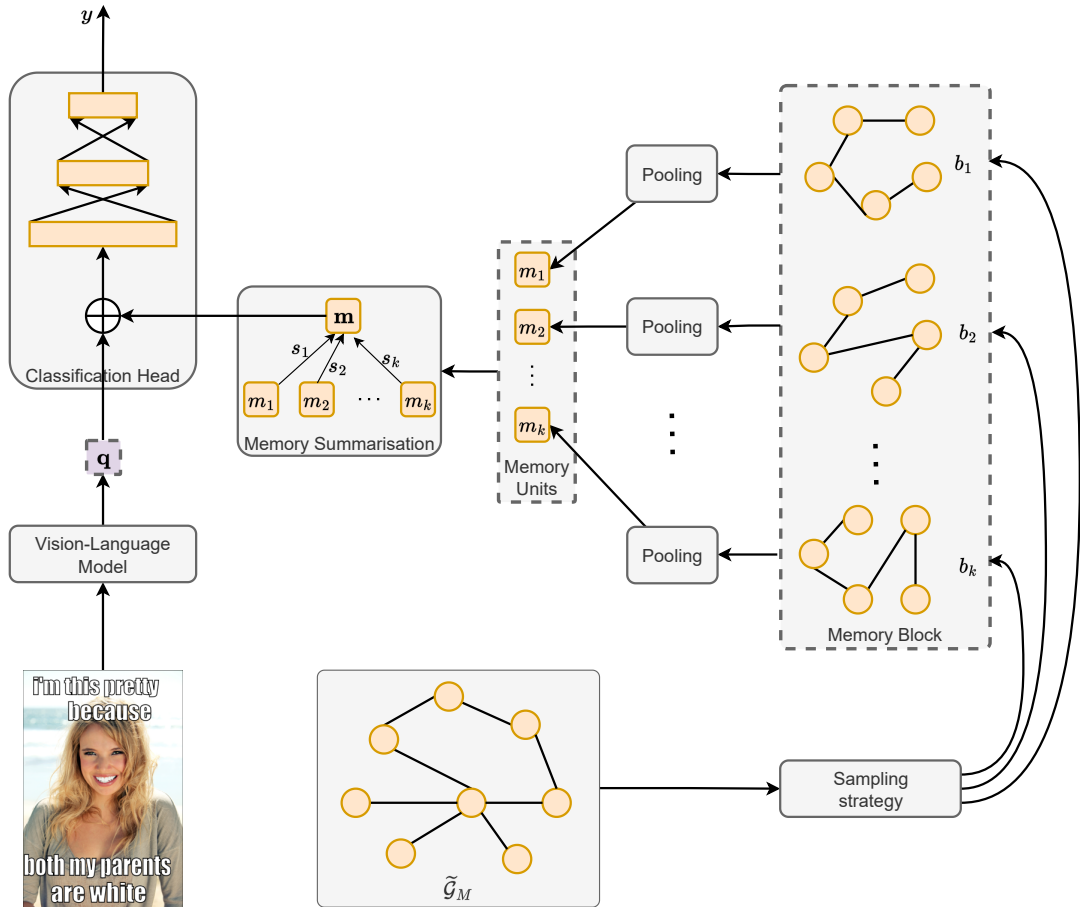 y
Classification Head
q
Vision-Language
Model
i'm this pretty
because
both my parents
are white
m
s₁
s₂
sₖ
m₁
m₂
⋯
mₖ
Memory Summarisation
m₁
m₂
⋮
mₖ
Memory
Units
Pooling
Pooling
⋮
Pooling
b₁
b₂
⋮
bₖ
Memory Block
𝒢̃_M
Sampling
strategy